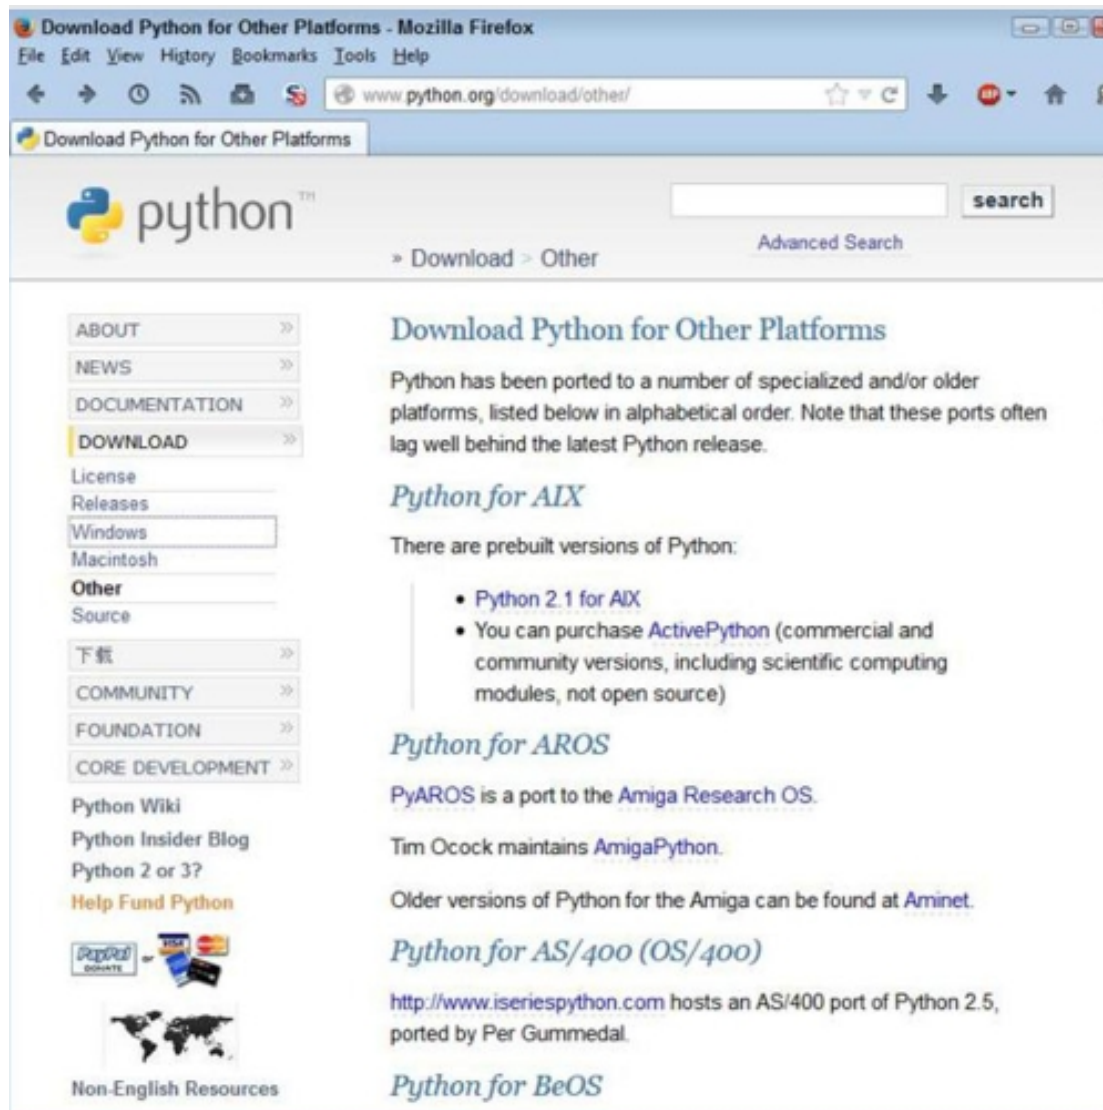 Download Python for Other Platforms - Mozilla Firefox
File Edit View History Bookmarks Tools Help
www.python.org/download/other/
Download Python for Other Platforms
python™
search
Advanced Search
» Download > Other
ABOUT »
NEWS »
DOCUMENTATION »
DOWNLOAD »
License
Releases
Windows
Macintosh
Other
Source
下载 »
COMMUNITY »
FOUNDATION »
CORE DEVELOPMENT »
Python Wiki
Python Insider Blog
Python 2 or 3?
Help Fund Python
PayPal or VISA
DONATE
Non-English Resources
Download Python for Other Platforms
Python has been ported to a number of specialized and/or older
platforms, listed below in alphabetical order. Note that these ports often
lag well behind the latest Python release.
Python for AIX
There are prebuilt versions of Python:
• Python 2.1 for AIX
• You can purchase ActivePython (commercial and
community versions, including scientific computing
modules, not open source)
Python for AROS
PyAROS is a port to the Amiga Research OS.
Tim Ocock maintains AmigaPython.
Older versions of Python for the Amiga can be found at Aminet.
Python for AS/400 (OS/400)
http://www.iseriespython.com hosts an AS/400 port of Python 2.5,
ported by Per Gummedal.
Python for BeOS